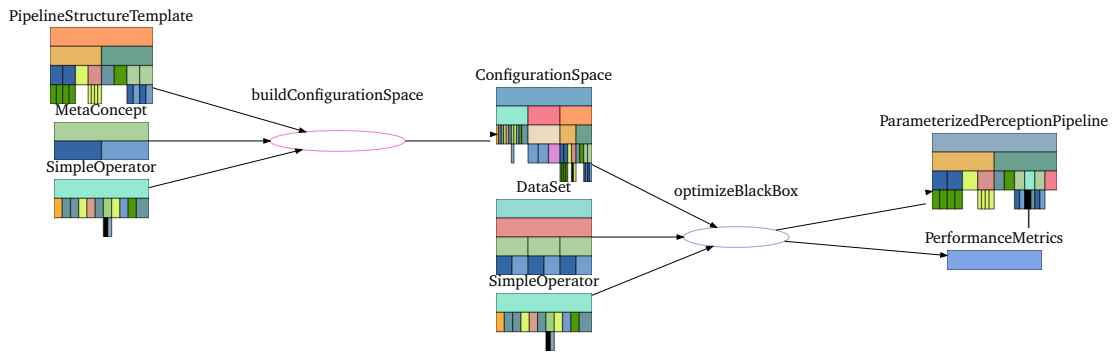 PipelineStructureTemplate
MetaConcept
SimpleOperator
buildConfigurationSpace
ConfigurationSpace
DataSet
SimpleOperator
optimizeBlackBox
ParameterizedPerceptionPipeline
PerformanceMetrics